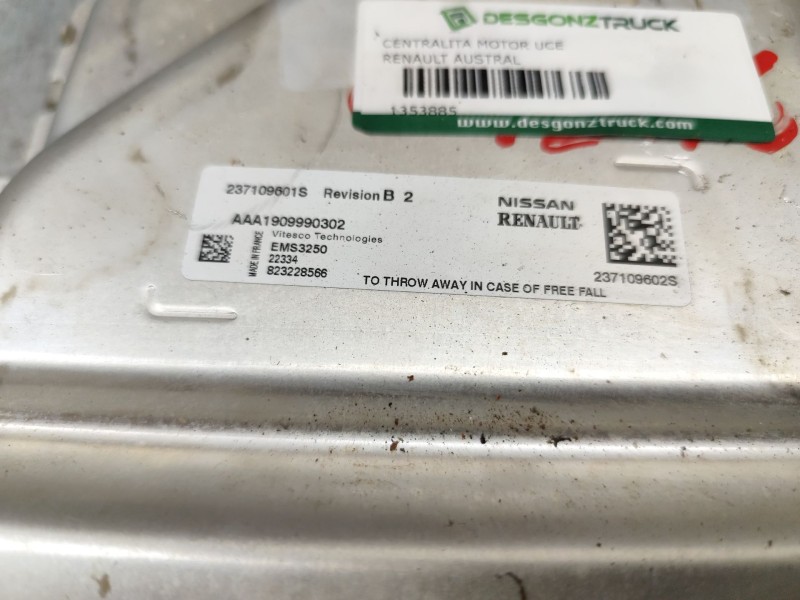 DESGONZTRUCK
CENTRALITA MOTOR UCE
RENAULT AUSTRAL
1353885
www.desgonztruck.com
237109601S Revision B 2
NISSAN
RENAULT
AAA1909990302
Vitesco Technologies
MADE IN FRANCE
EMS3250
22334
823228566
TO THROW AWAY IN CASE OF FREE FALL
237109602S